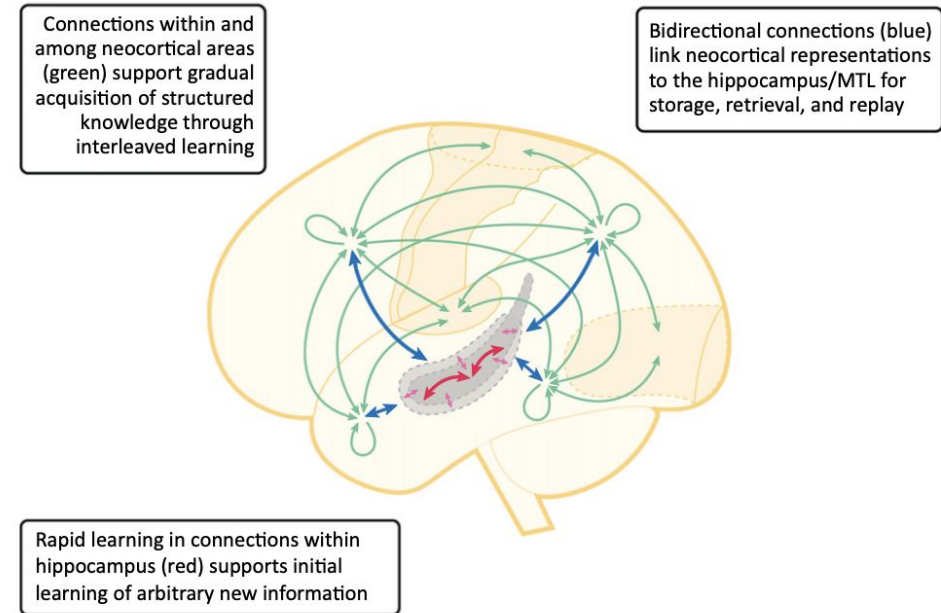 Connections within and
among neocortical areas
(green) support gradual
acquisition of structured
knowledge through
interleaved learning
Bidirectional connections (blue)
link neocortical representations
to the hippocampus/MTL for
storage, retrieval, and replay
Rapid learning in connections within
hippocampus (red) supports initial
learning of arbitrary new information